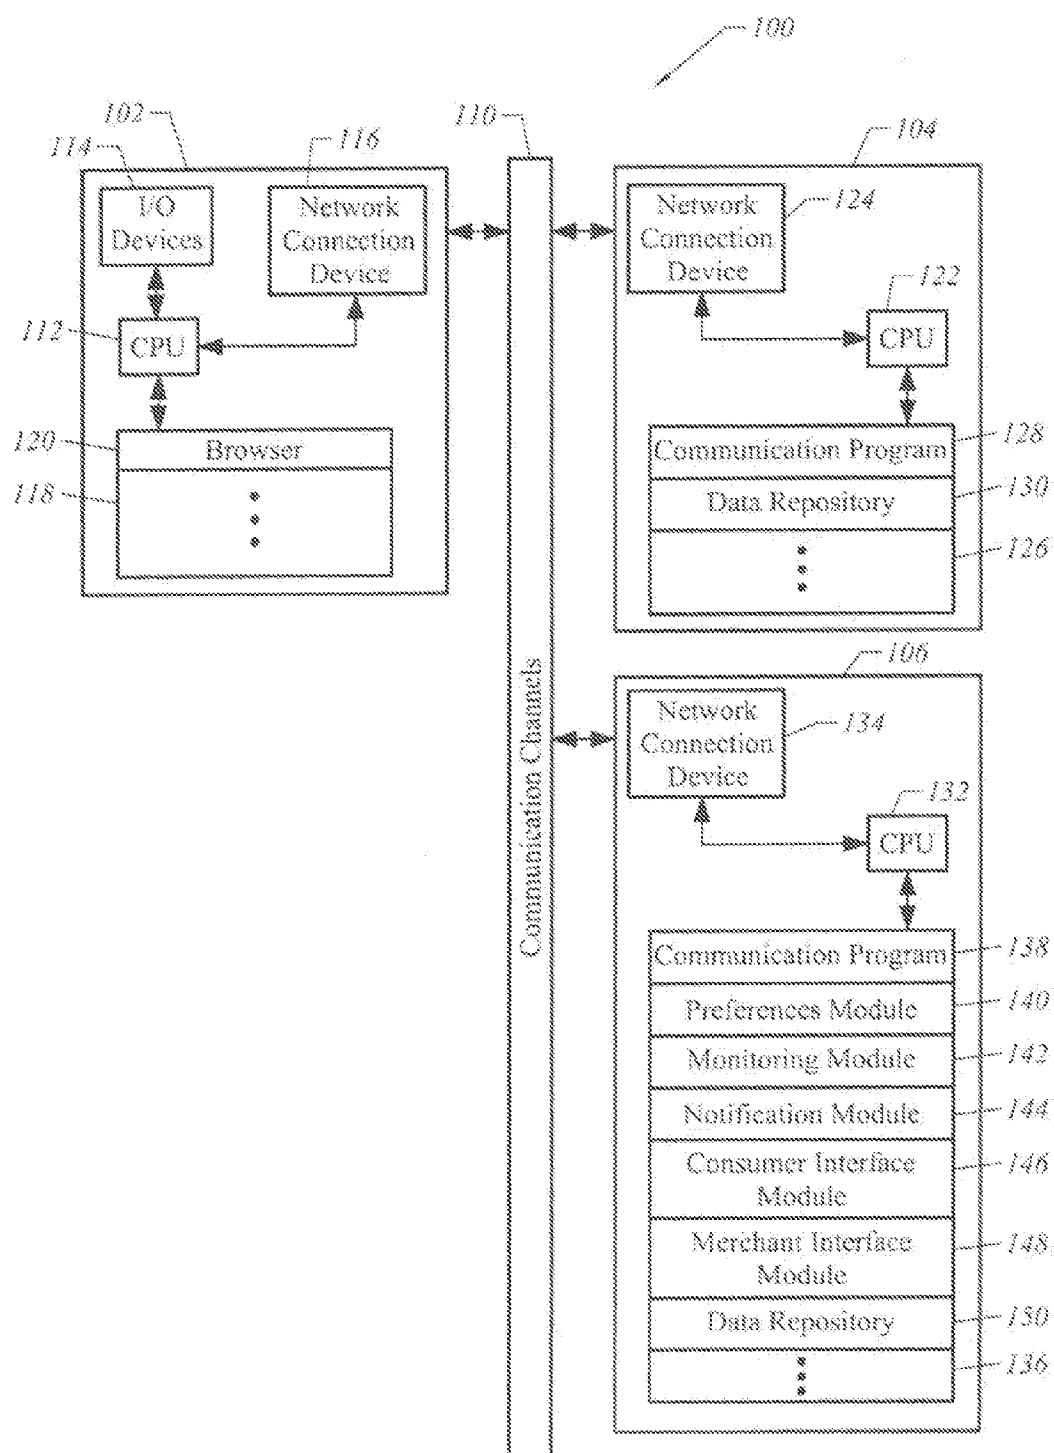 100
102
114
116
I/O
Devices
Network
Connection
Device
112
CPU
120
Browser
118
110
Communication Channels
104
Network
Connection
Device
124
122
CPU
Communication Program
128
Data Repository
130
126
106
Network
Connection
Device
134
132
CPU
Communication Program
138
Preferences Module
140
Monitoring Module
142
Notification Module
144
Consumer Interface
Module
146
Merchant Interface
Module
148
Data Repository
150
136